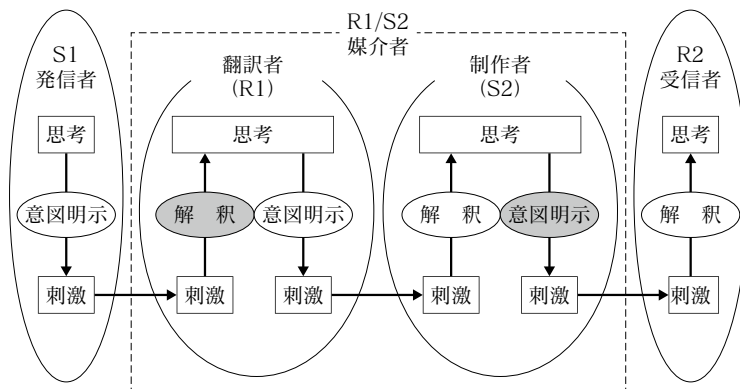 R1/S2
媒介者
S1
発信者
翻訳者
(R1)
制作者
(S2)
R2
受信者
思考
思考
思考
思考
意図明示
解 釈
意図明示
解 釈
意図明示
解 釈
刺激
刺激
刺激
刺激
刺激
刺激